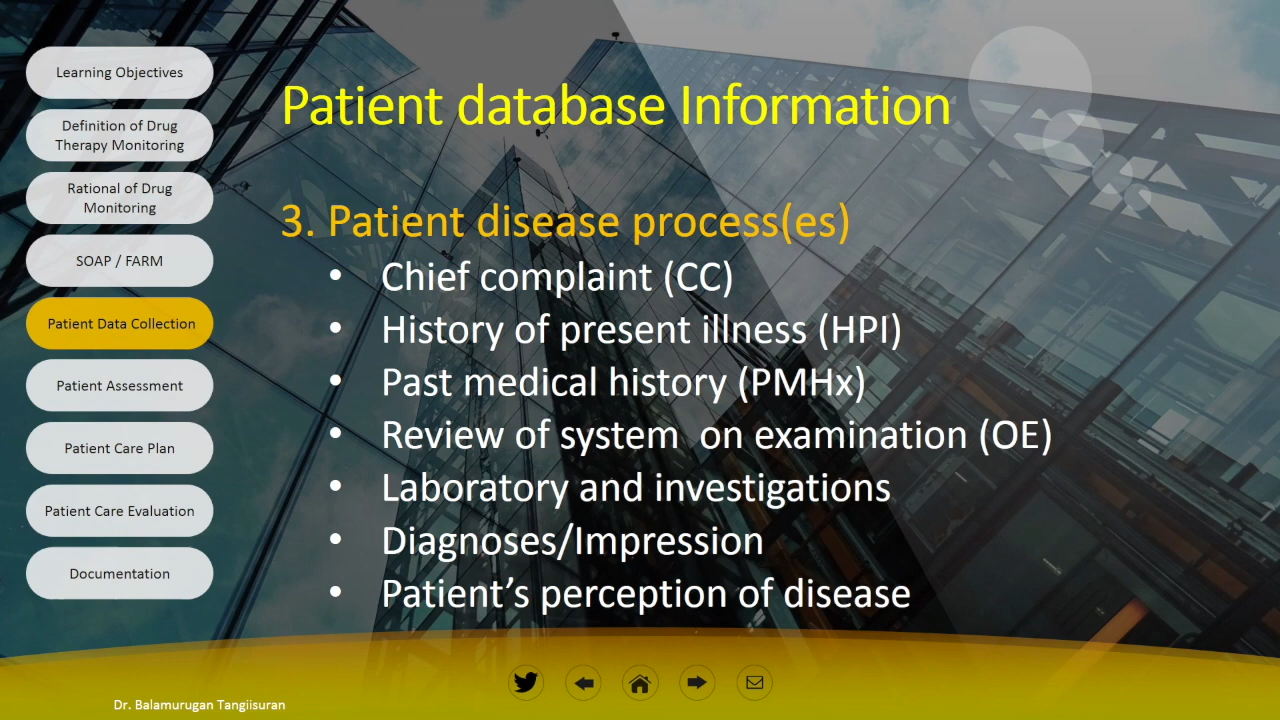 Learning Objectives
Definition of Drug
Therapy Monitoring
Rational of Drug
Monitoring
SOAP / FARM
Patient Data Collection
Patient Assessment
Patient Care Plan
Patient Care Evaluation
Documentation
Patient database Information
3. Patient disease process(es)
• Chief complaint (CC)
• History of present illness (HPI)
• Past medical history (PMHx)
• Review of system on examination (OE)
• Laboratory and investigations
• Diagnoses/Impression
• Patient’s perception of disease
Dr. Balamurugan Tangiisuran